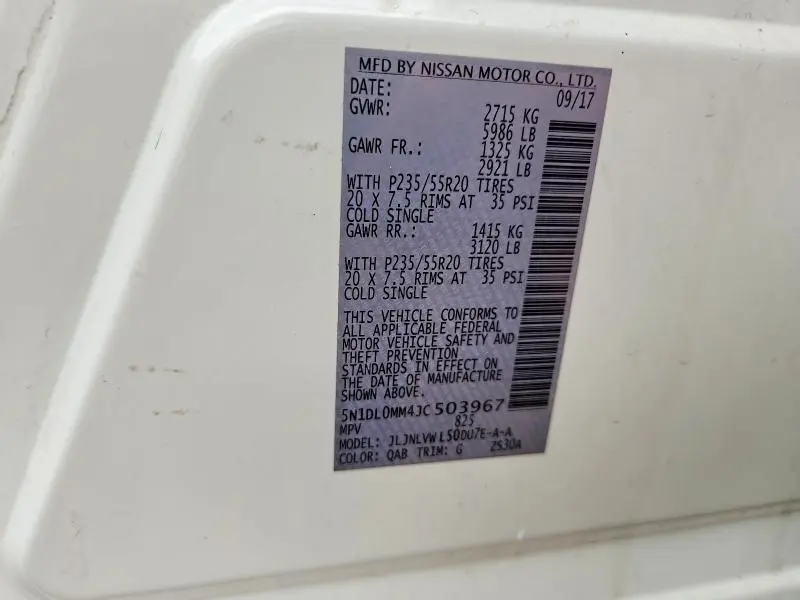 MFD BY NISSAN MOTOR CO., LTD.
DATE: 09/17
GVWR: 2715 KG
5986 LB
GAWR FR.: 1325 KG
2921 LB
WITH P235/55R20 TIRES
20 X 7.5 RIMS AT 35 PSI
COLD SINGLE
GAWR RR.: 1415 KG
3120 LB
WITH P235/55R20 TIRES
20 X 7.5 RIMS AT 35 PSI
COLD SINGLE
THIS VEHICLE CONFORMS TO
ALL APPLICABLE FEDERAL
MOTOR VEHICLE SAFETY AND
THEFT PREVENTION
STANDARDS IN EFFECT ON
THE DATE OF MANUFACTURE
SHOWN ABOVE.
5N1DL0MM4JC503967
MPV 825
MODEL: JLJNLVWL50DU7E-A-A
COLOR: QAB TRIM: G 2S30A